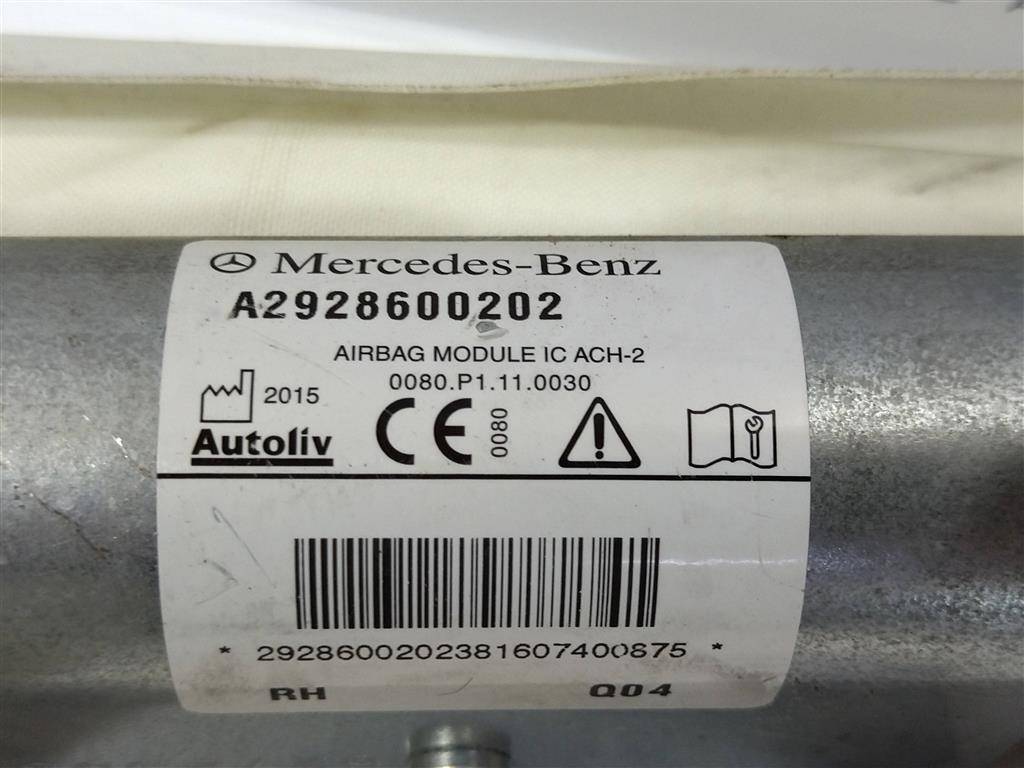 Mercedes-Benz
A2928600202
AIRBAG MODULE IC ACH-2
0080.P1.11.0030
2015
Autoliv
CE 0080
* 2928600202381607400875 *
RH Q04